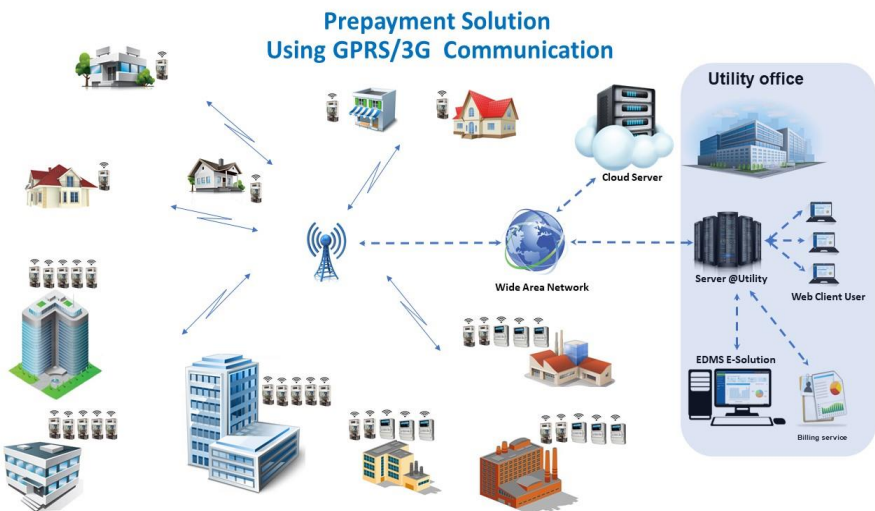 Prepayment Solution
Using GPRS/3G Communication
Utility office
Cloud Server
Wide Area Network
Server @Utility
Web Client User
EDMS E-Solution
Billing service